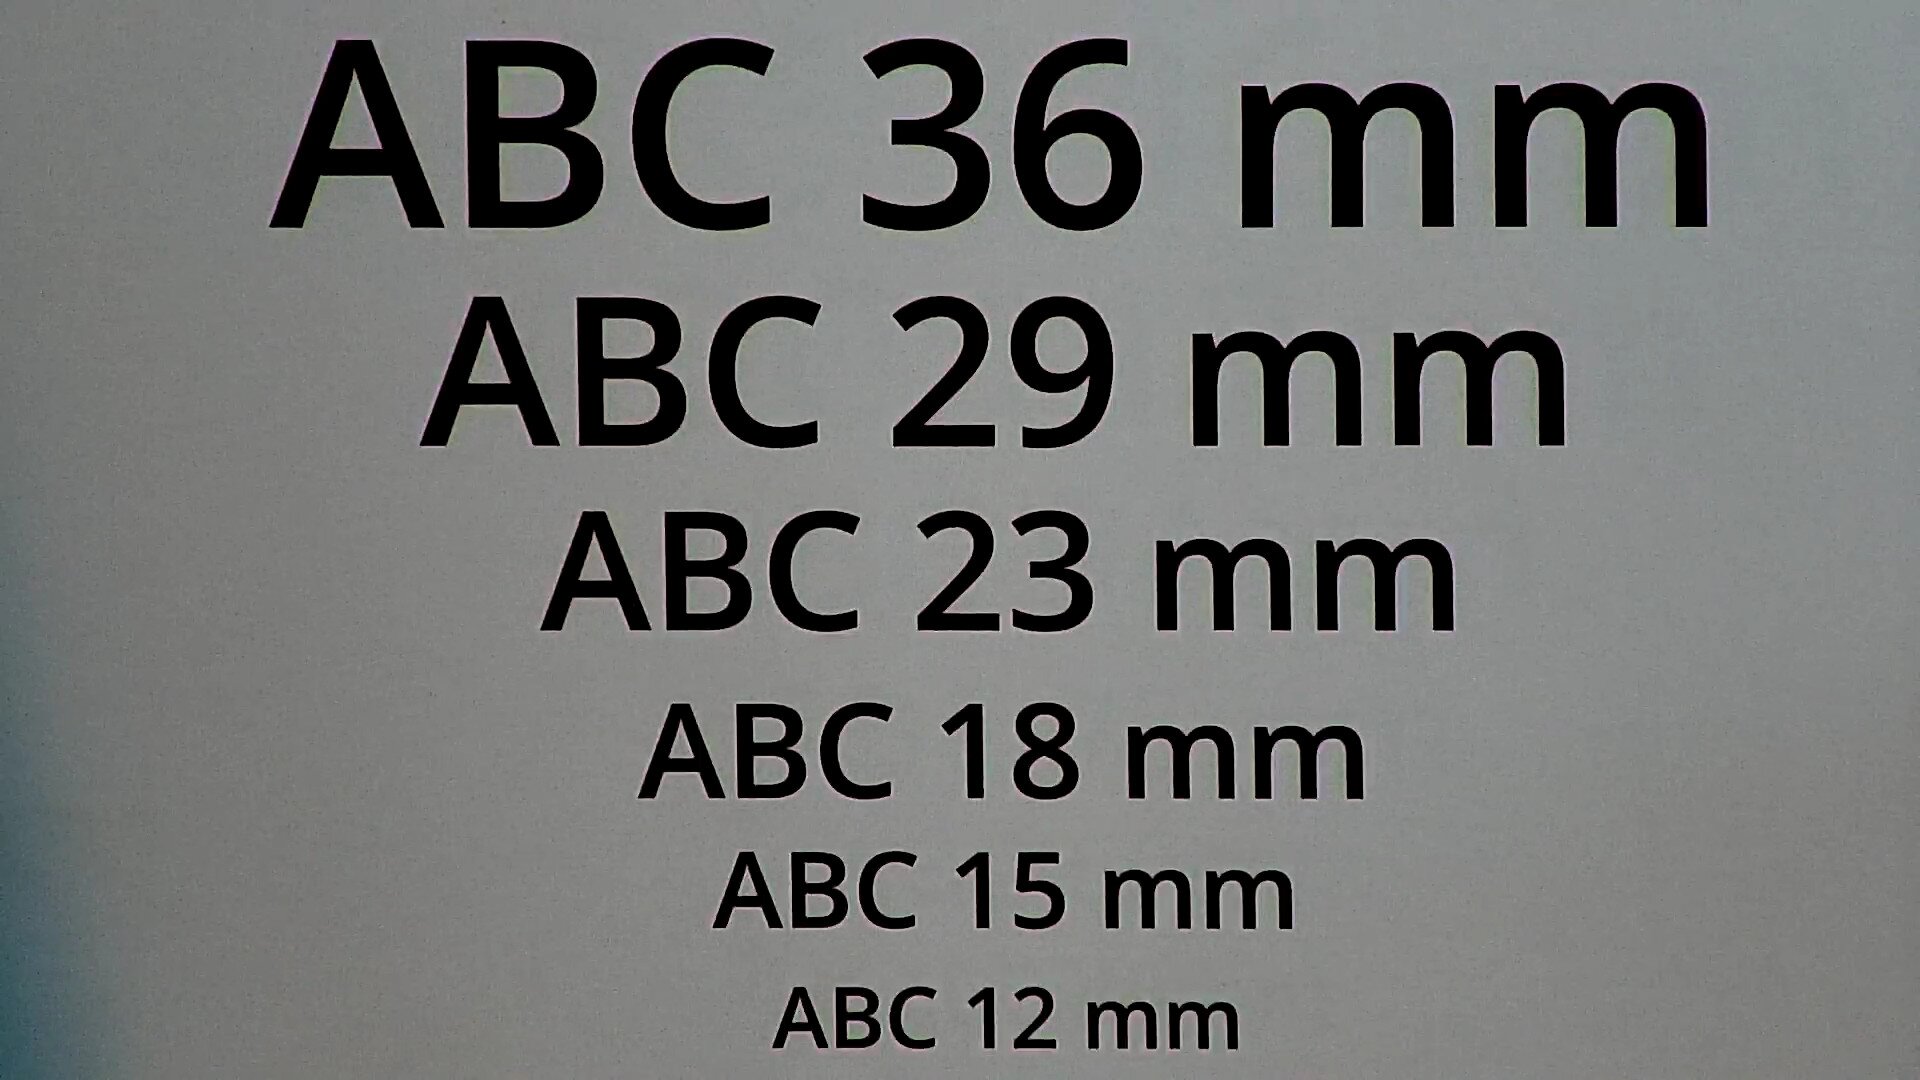 ABC 36 mm
ABC 29 mm
ABC 23 mm
ABC 18 mm
ABC 15 mm
ABC 12 mm